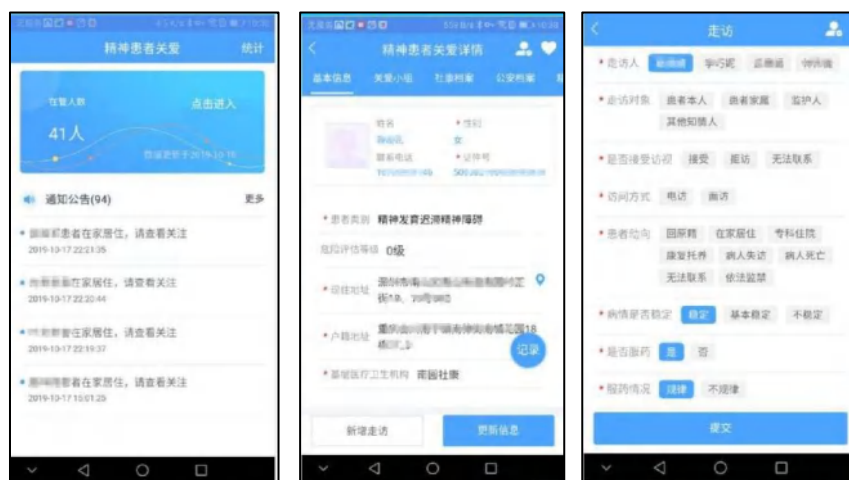 精神患者关爱
统计
在管人数
点击进入
41人
数据更新于2019-10-18
通知公告(94)
更多
患者在家居住，请查看关注
2019-10-17 22:21:35
在家居住，请查看关注
2019-10-17 22:20:44
在家居住，请查看关注
2019-10-17 22:19:37
者在家居住，请查看关注
2019-10-17 15:01:25
精神患者关爱详情
基本信息
关爱小组
社康档案
公安档案
姓名
* 性别
女
联系电话
* 证件号
* 患者类别 精神发育迟滞精神障碍
危险评估等级 0级
* 现住地址
* 户籍地址
记录
* 基层医疗卫生机构 南园社康
新增走访
更新信息
走访
* 走访人
* 走访对象 患者本人 患者家属 监护人
其他知情人
* 是否接受访视 接受 拒访 无法联系
* 访问方式 电访 面访
* 患者动向 回原籍 在家居住 专科住院
康复托养 病人失访 病人死亡
无法联系 依法监禁
* 病情是否稳定 稳定 基本稳定 不稳定
* 是否服药 是 否
* 服药情况 规律 不规律
提交